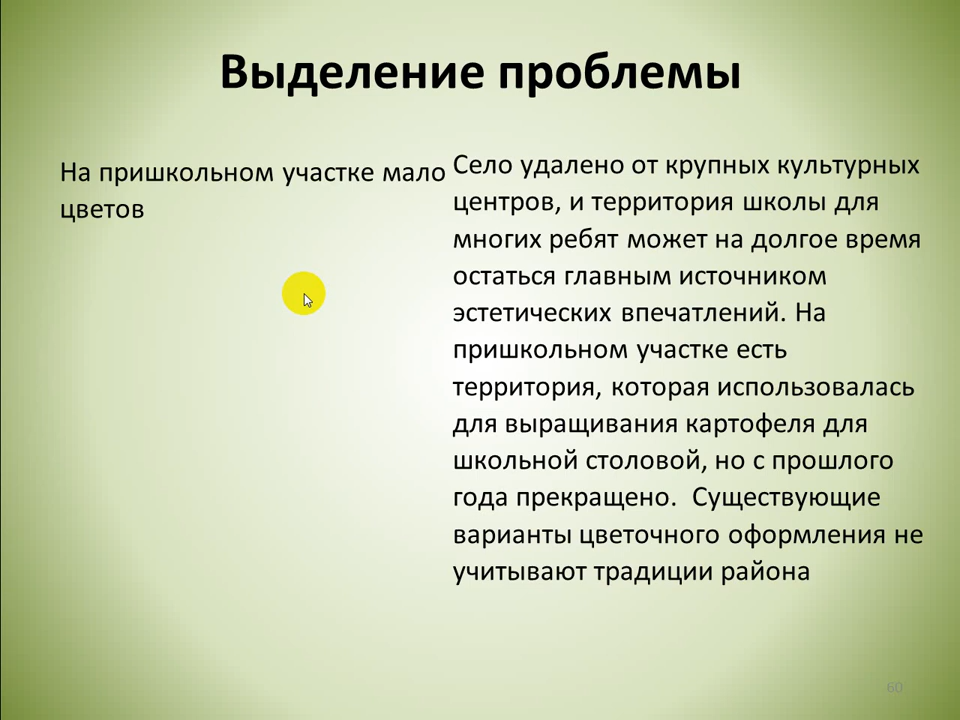 Выделение проблемы
На пришкольном участке мало
цветов
Село удалено от крупных культурных
центров, и территория школы для
многих ребят может на долгое время
остаться главным источником
эстетических впечатлений. На
пришкольном участке есть
территория, которая использовалась
для выращивания картофеля для
школьной столовой, но с прошлого
года прекращено.  Существующие
варианты цветочного оформления не
учитывают традиции района
60